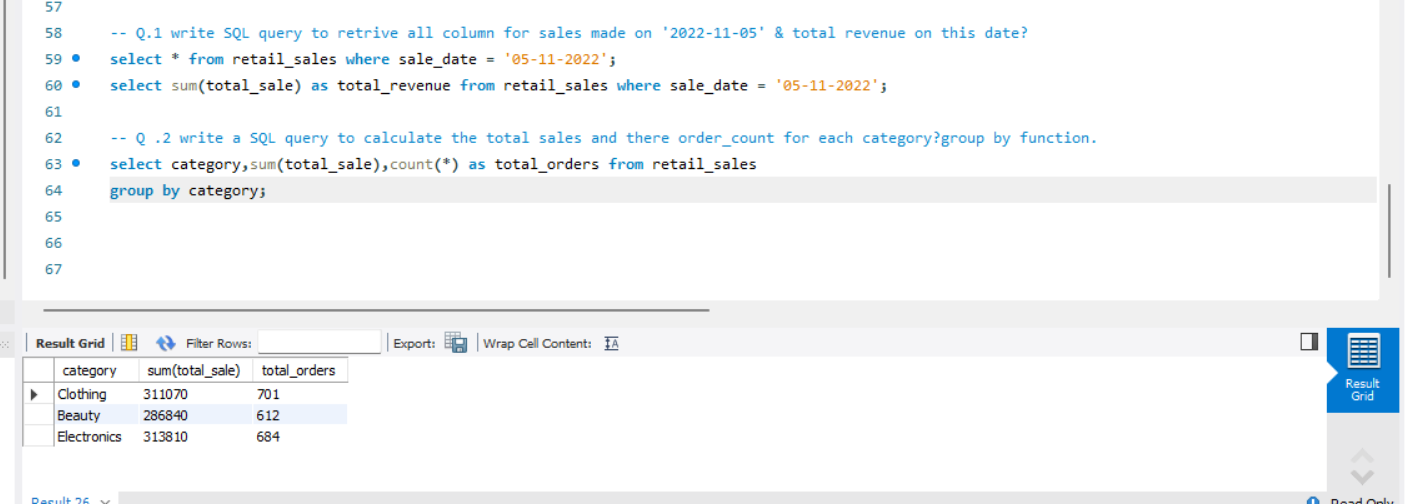 57
58 -- Q.1 write SQL query to retrive all column for sales made on '2022-11-05' & total revenue on this date?
59 select * from retail_sales where sale_date = '05-11-2022';
60 select sum(total_sale) as total_revenue from retail_sales where sale_date = '05-11-2022';
61
62 -- Q .2 write a SQL query to calculate the total sales and there order_count for each category?group by function.
63 select category,sum(total_sale),count(*) as total_orders from retail_sales
64 group by category;
65
66
67
Result Grid Filter Rows: Export: Wrap Cell Content:
category sum(total_sale) total_orders
Clothing 311070 701
Beauty 286840 612
Electronics 313810 684
Result Grid
Result 26 Read Only